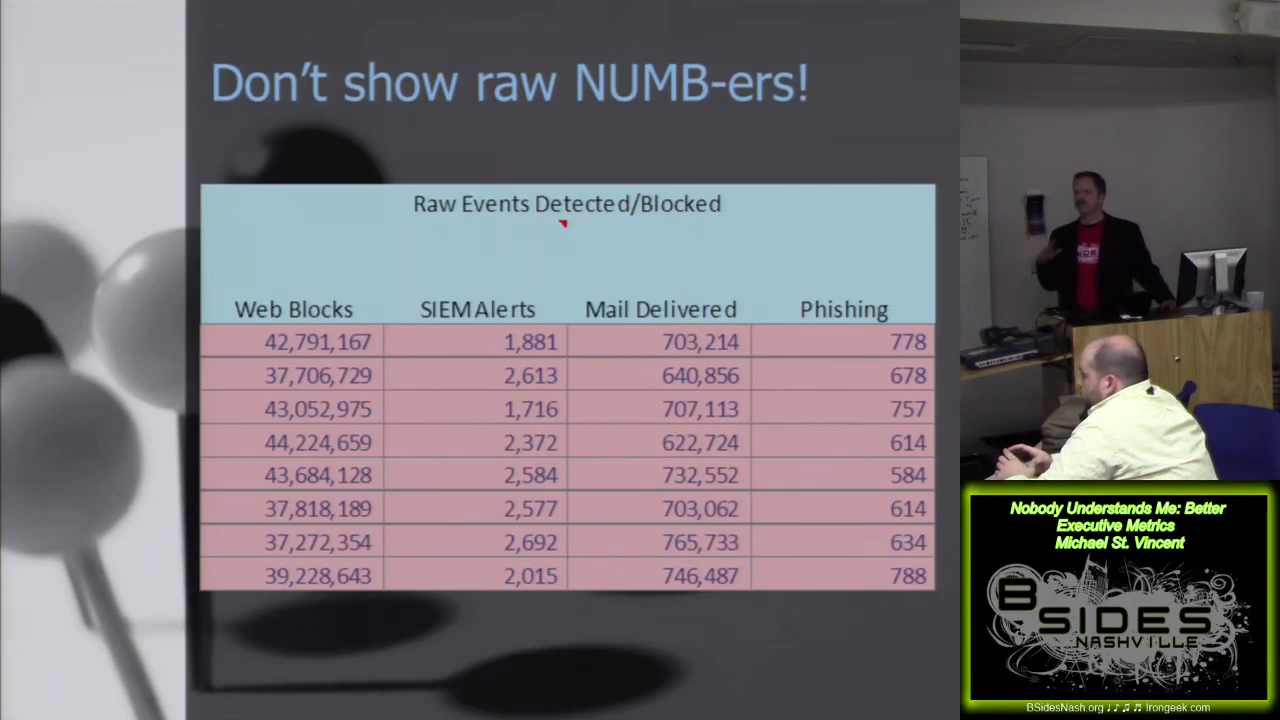 Don't show raw NUMB-ers!
Raw Events Detected/Blocked
Web Blocks SIEM Alerts Mail Delivered Phishing
42,791,167 1,881 703,214 778
37,706,729 2,613 640,856 678
43,052,975 1,716 707,113 757
44,224,659 2,372 622,724 614
43,684,128 2,584 732,552 584
37,818,189 2,577 703,062 614
37,272,354 2,692 765,733 634
39,228,643 2,015 746,487 788
Nobody Understands Me: Better
Executive Metrics
Michael St. Vincent
BSIDES
NASHVILLE
BSidesNash.org ♩♪♫♬ Irongeek.com